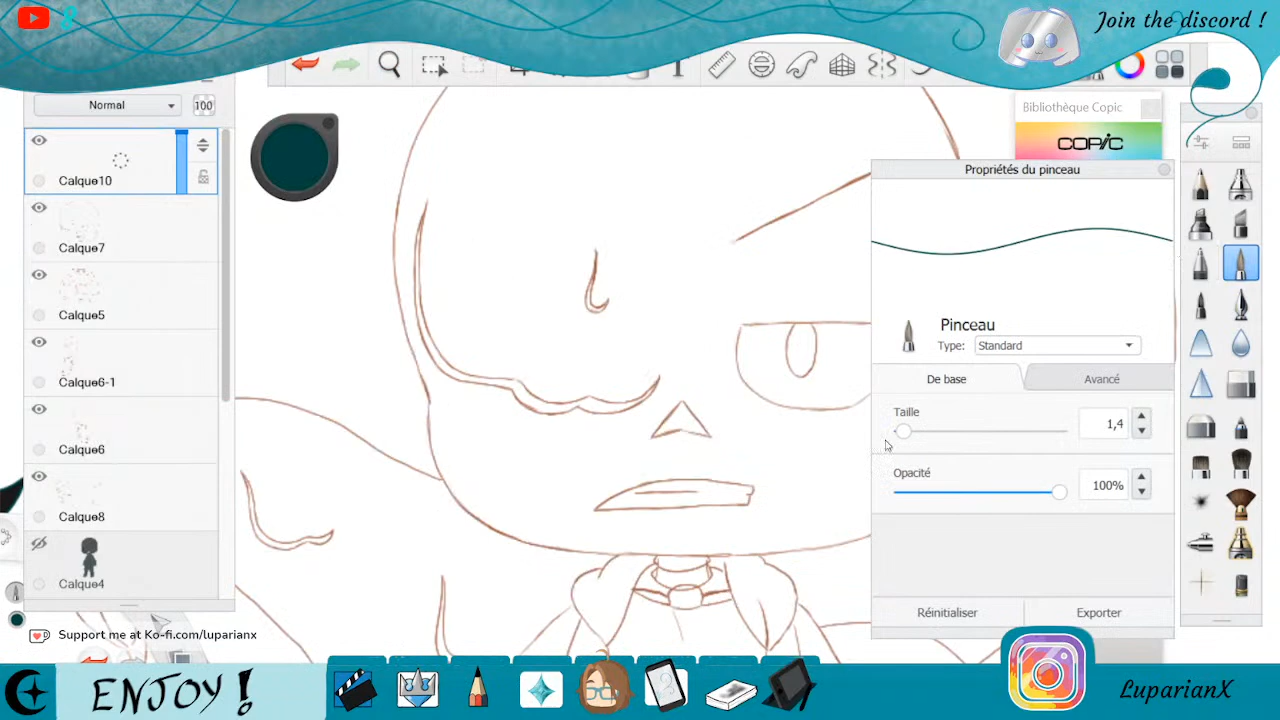 Join the discord !
Normal
100
Bibliothèque Copic
COPIC
Calque10
Propriétés du pinceau
Calque7
Calque5
Pinceau
Type:
Standard
Calque6-1
De base
Avancé
Taille
1,4
Calque6
Opacité
100%
Calque8
Calque4
Réinitialiser
Exporter
Support me at Ko-fi.com/luparianx
ENJOY !
LuparianX